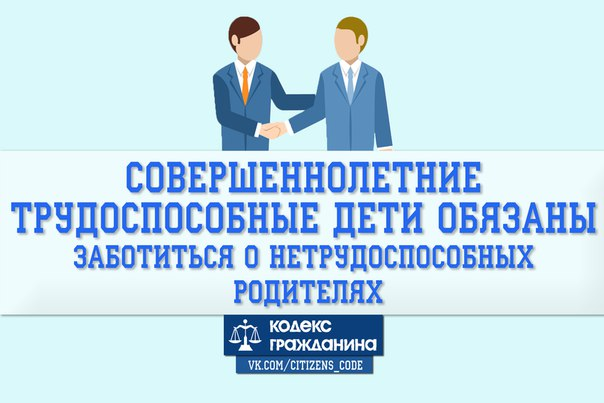 СОВЕРШЕННОЛЕТНИЕ
ТРУДОСПОСОБНЫЕ ДЕТИ ОБЯЗАНЫ
ЗАБОТИТЬСЯ О НЕТРУДОСПОСОБНЫХ
РОДИТЕЛЯХ
КОДЕКС
ГРАЖДАНИНА
VK.COM/CITIZENS_CODE